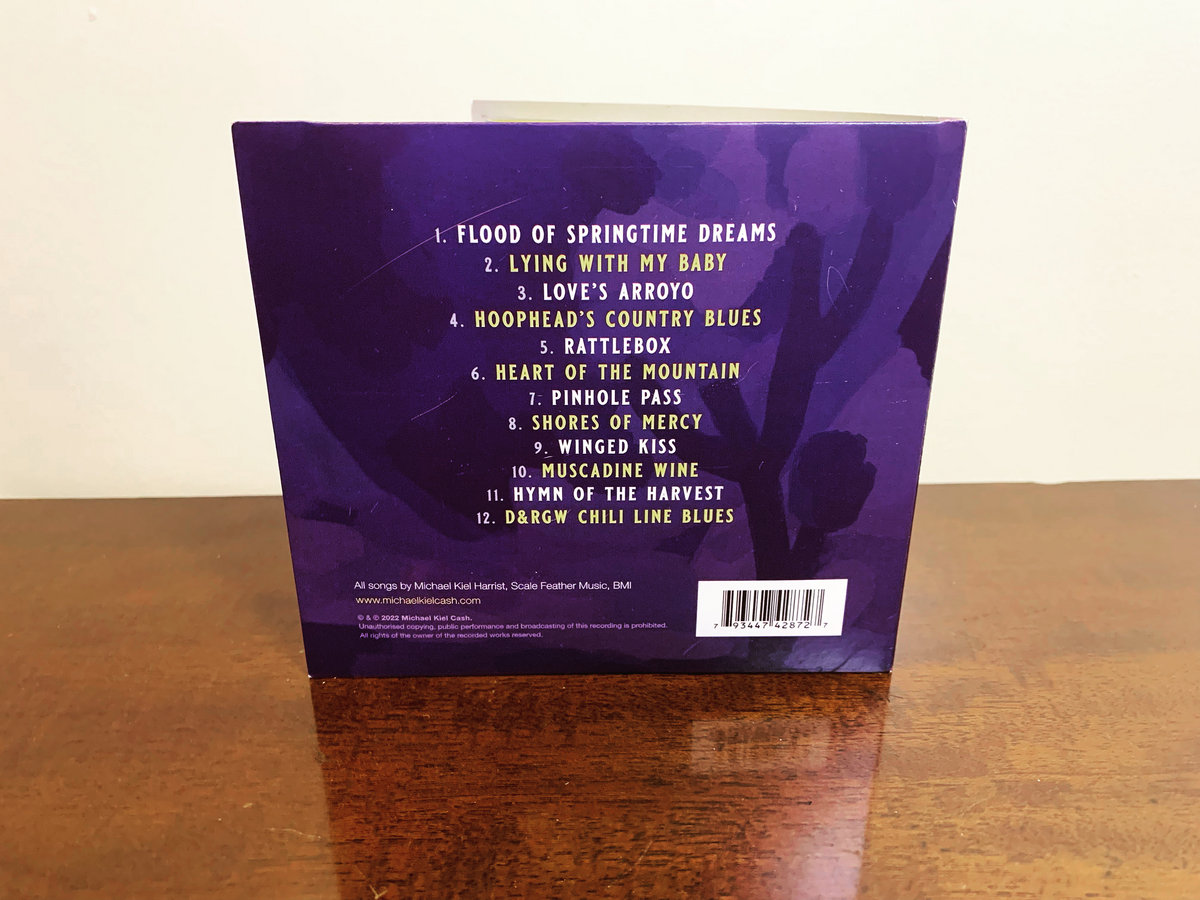 1. FLOOD OF SPRINGTIME DREAMS
2. LYING WITH MY BABY
3. LOVE'S ARROYO
4. HOOPHEAD'S COUNTRY BLUES
5. RATTLEBOX
6. HEART OF THE MOUNTAIN
7. PINHOLE PASS
8. SHORES OF MERCY
9. WINGED KISS
10. MUSCADINE WINE
11. HYMN OF THE HARVEST
12. D&RGW CHILI LINE BLUES
All songs by Michael Kiel Harrist, Scale Feather Music, BMI
www.michaelkielcash.com
© & ℗ 2022 Michael Kiel Cash.
Unauthorised copying, public performance and broadcasting of this recording is prohibited.
All rights of the owner of the recorded works reserved.
7 93447 42872 7